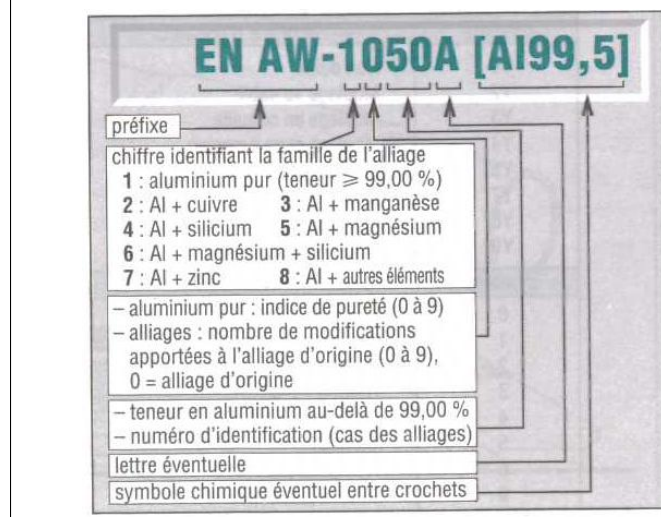 EN AW-1050A [Al99,5]
préfixe
chiffre identifiant la famille de l'alliage
1 : aluminium pur (teneur ⩾ 99,00 %)
2 : Al + cuivre 3 : Al + manganèse
4 : Al + silicium 5 : Al + magnésium
6 : Al + magnésium + silicium
7 : Al + zinc 8 : Al + autres éléments
– aluminium pur : indice de pureté (0 à 9)
– alliages : nombre de modifications
apportées à l'alliage d'origine (0 à 9),
0 = alliage d'origine
– teneur en aluminium au-delà de 99,00 %
– numéro d'identification (cas des alliages)
lettre éventuelle
symbole chimique éventuel entre crochets